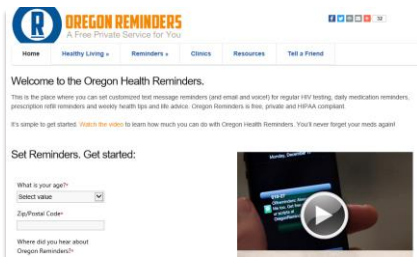 R
OREGON REMINDERS
A Free Private Service for You
52
Home Healthy Living » Reminders » Clinics Resources Tell a Friend
Welcome to the Oregon Health Reminders.
This is the place where you can set customized text message reminders (and email and voice!) for regular HIV testing, daily medication reminders,
prescription refill reminders and weekly health tips and life advice. Oregon Reminders is free, private and HIPAA compliant.
It's simple to get started. Watch the video to learn how much you can do with Oregon Health Reminders. You'll never forget your meds again!
Set Reminders. Get started:
What is your age?*
Select value
Zip/Postal Code*
Where did you hear about
Oregon Reminders?*
Monday, December